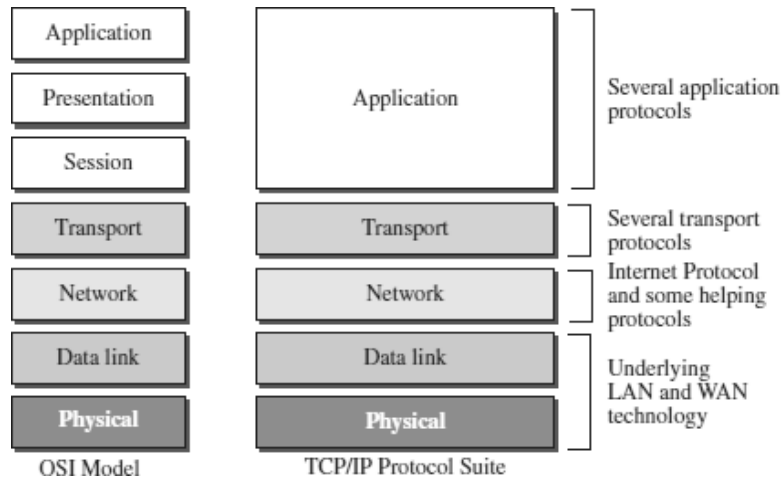 Application
Presentation
Session
Transport
Network
Data link
Physical
OSI Model
Application
Transport
Network
Data link
Physical
TCP/IP Protocol Suite
Several application
protocols
Several transport
protocols
Internet Protocol
and some helping
protocols
Underlying
LAN and WAN
technology